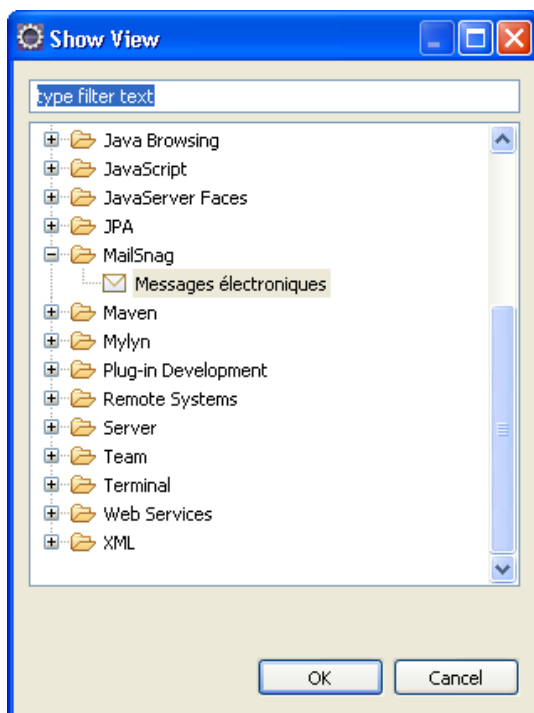 Show View
type filter text
Java Browsing
JavaScript
JavaServer Faces
JPA
MailSnag
Messages électroniques
Maven
Mylyn
Plug-in Development
Remote Systems
Server
Team
Terminal
Web Services
XML
OK
Cancel